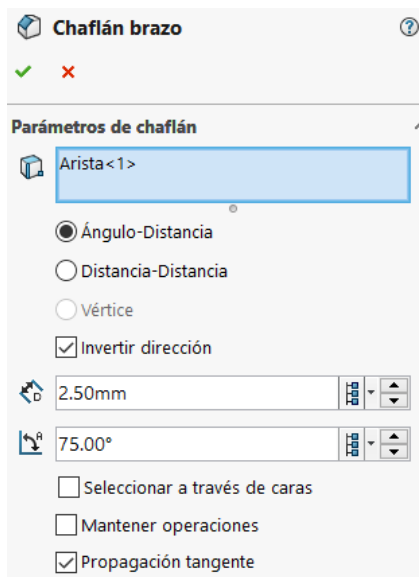 Chaflán brazo
?
Parámetros de chaflán
Arista<1>
Ángulo-Distancia
Distancia-Distancia
Vértice
Invertir dirección
D
2.50mm
A
75.00°
Seleccionar a través de caras
Mantener operaciones
Propagación tangente